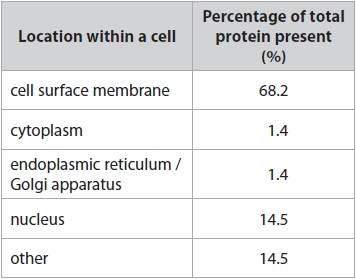 Location within a cell
Percentage of total
protein present
(%)
cell surface membrane
68.2
cytoplasm
1.4
endoplasmic reticulum /
Golgi apparatus
1.4
nucleus
14.5
other
14.5